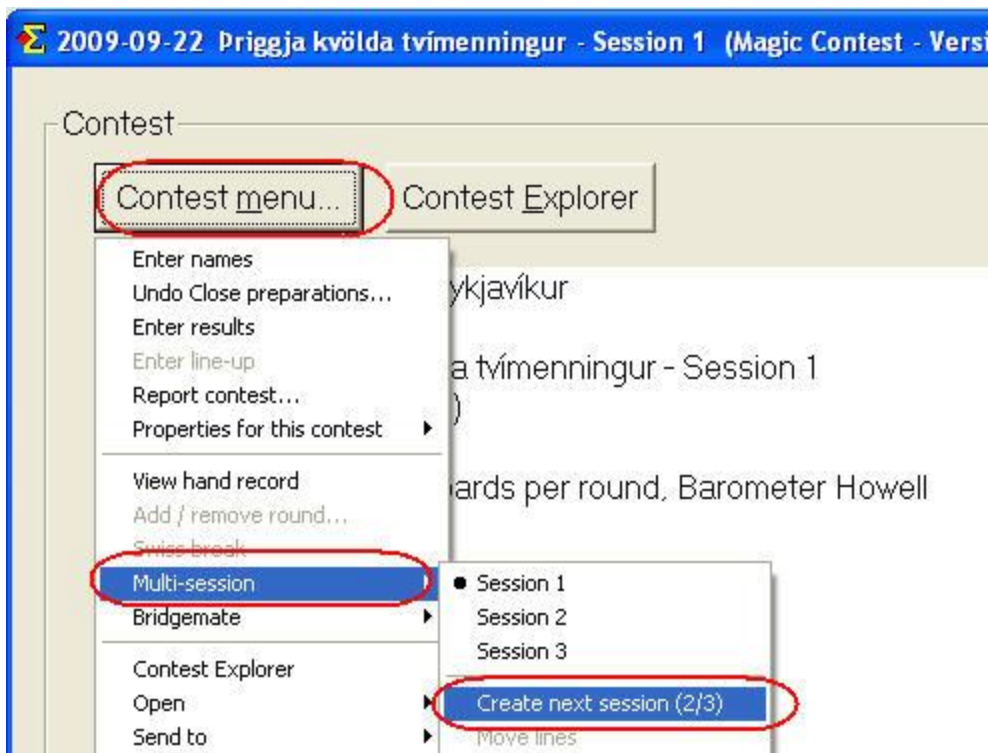 2009-09-22 Þriggja kvölda tvímenningur - Session 1 (Magic Contest - Versi
Contest
Contest menu...
Contest Explorer
Enter names
Undo Close preparations...
ykjavíkur
Enter results
Enter line-up
a tvímenningur - Session 1
Report contest...
)
Properties for this contest
View hand record
ards per round, Barometer Howell
Add / remove round...
Swiss break
Multi-session
Session 1
Bridgemate
Session 2
Session 3
Contest Explorer
Open
Create next session (2/3)
Send to
Move lines